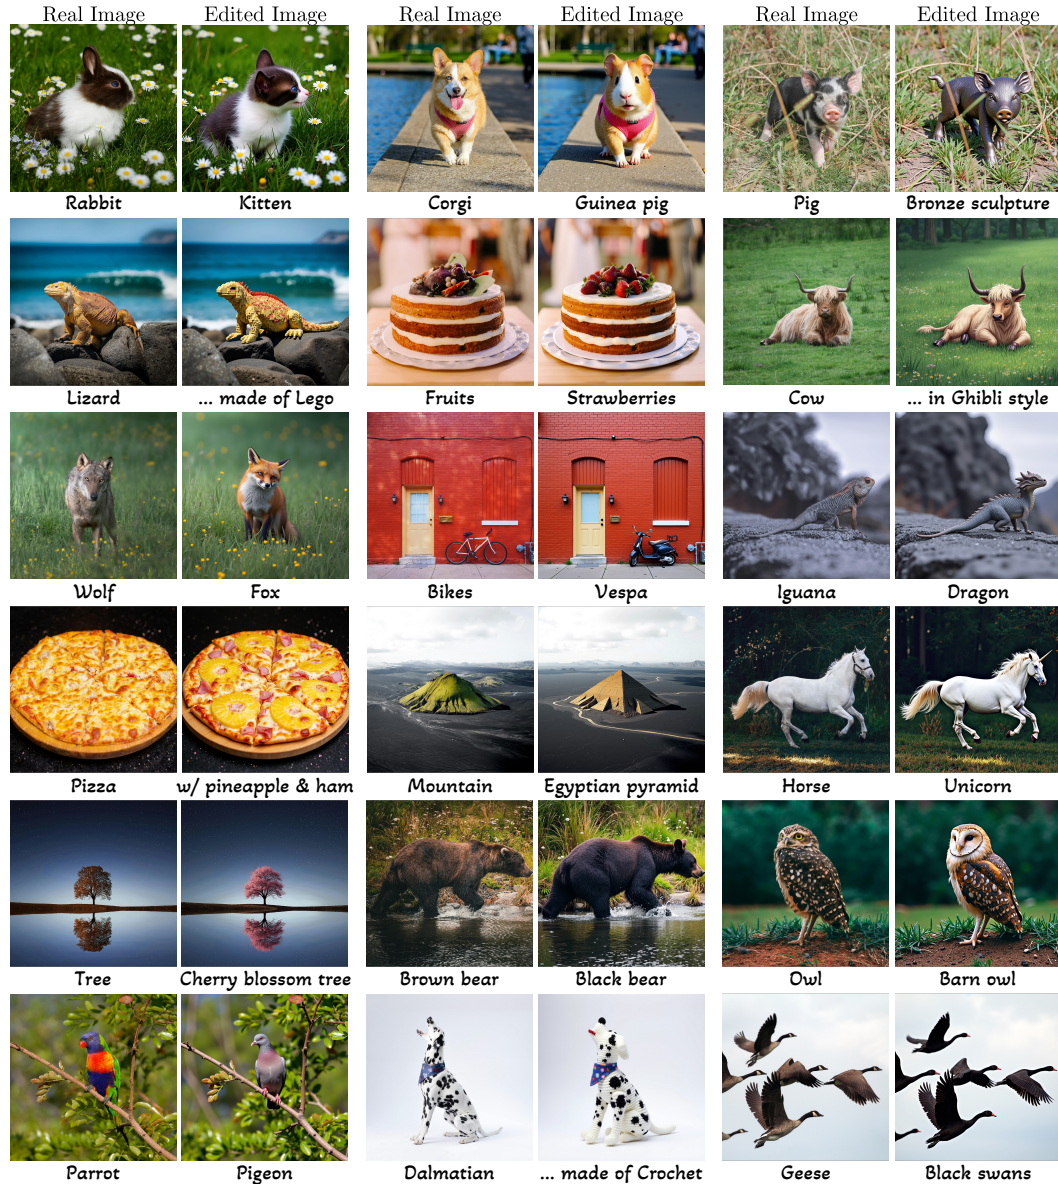 Real Image Edited Image Real Image Edited Image Real Image Edited Image
Rabbit Kitten Corgi Guinea pig Pig Bronze sculpture
Lizard ... made of Lego Fruits Strawberries Cow ... in Ghibli style
Wolf Fox Bikes Vespa Iguana Dragon
Pizza w/ pineapple & ham Mountain Egyptian pyramid Horse Unicorn
Tree Cherry blossom tree Brown bear Black bear Owl Barn owl
Parrot Pigeon Dalmatian ... made of Crochet Geese Black swans